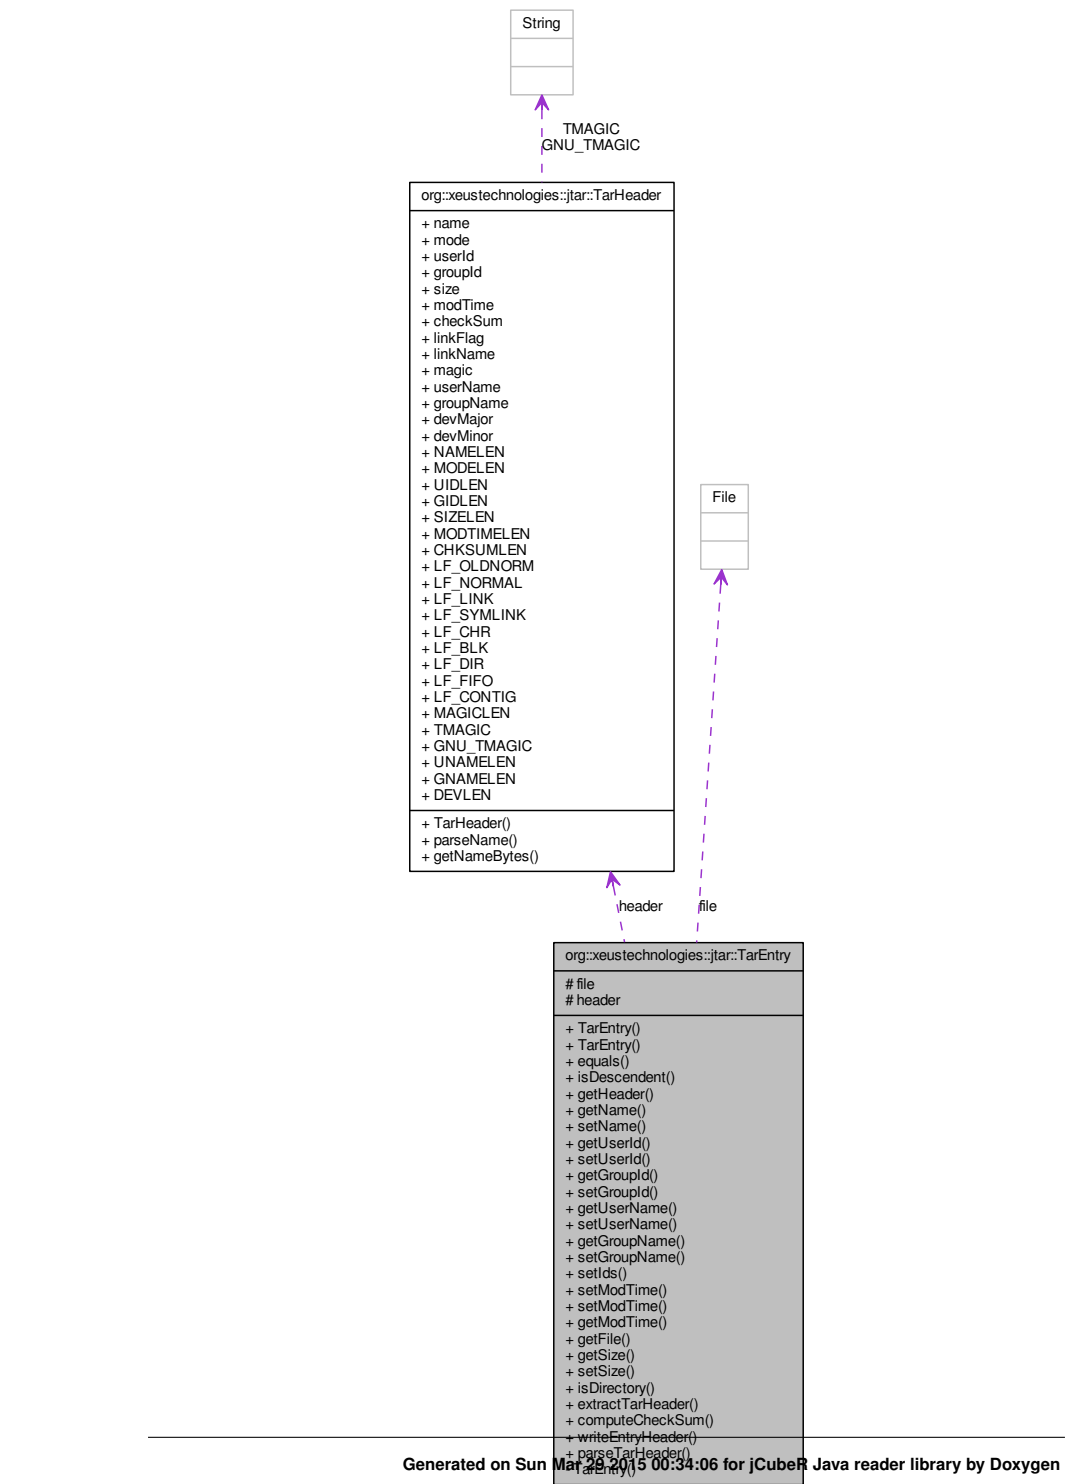 String
TMAGIC
GNU_TMAGIC
org::xeustechnologies::jtar::TarHeader
+ name
+ mode
+ userId
+ groupId
+ size
+ modTime
+ checkSum
+ linkFlag
+ linkName
+ magic
+ userName
+ groupName
+ devMajor
+ devMinor
+ NAMELEN
+ MODELEN
+ UIDLEN
+ GIDLEN
+ SIZELEN
+ MODTIMELEN
+ CHKSUMLEN
+ LF_OLDNORM
+ LF_NORMAL
+ LF_LINK
+ LF_SYMLINK
+ LF_CHR
+ LF_BLK
+ LF_DIR
+ LF_FIFO
+ LF_CONTIG
+ MAGICLEN
+ TMAGIC
+ GNU_TMAGIC
+ UNAMELEN
+ GNAMELEN
+ DEVLEN
+ TarHeader()
+ parseName()
+ getNameBytes()
File
header
file
org::xeustechnologies::jtar::TarEntry
# file
# header
+ TarEntry()
+ TarEntry()
+ equals()
+ isDescendent()
+ getHeader()
+ getName()
+ setName()
+ getUserId()
+ setUserId()
+ getGroupId()
+ setGroupId()
+ getUserName()
+ setUserName()
+ getGroupName()
+ setGroupName()
+ setIds()
+ setModTime()
+ setModTime()
+ getModTime()
+ getFile()
+ getSize()
+ setSize()
+ isDirectory()
+ extractTarHeader()
+ computeCheckSum()
+ writeEntryHeader()
+ parseTarHeader()
TarEntry()
Generated on Sun Mar 29 2015 00:34:06 for jCubeR Java reader library by Doxygen